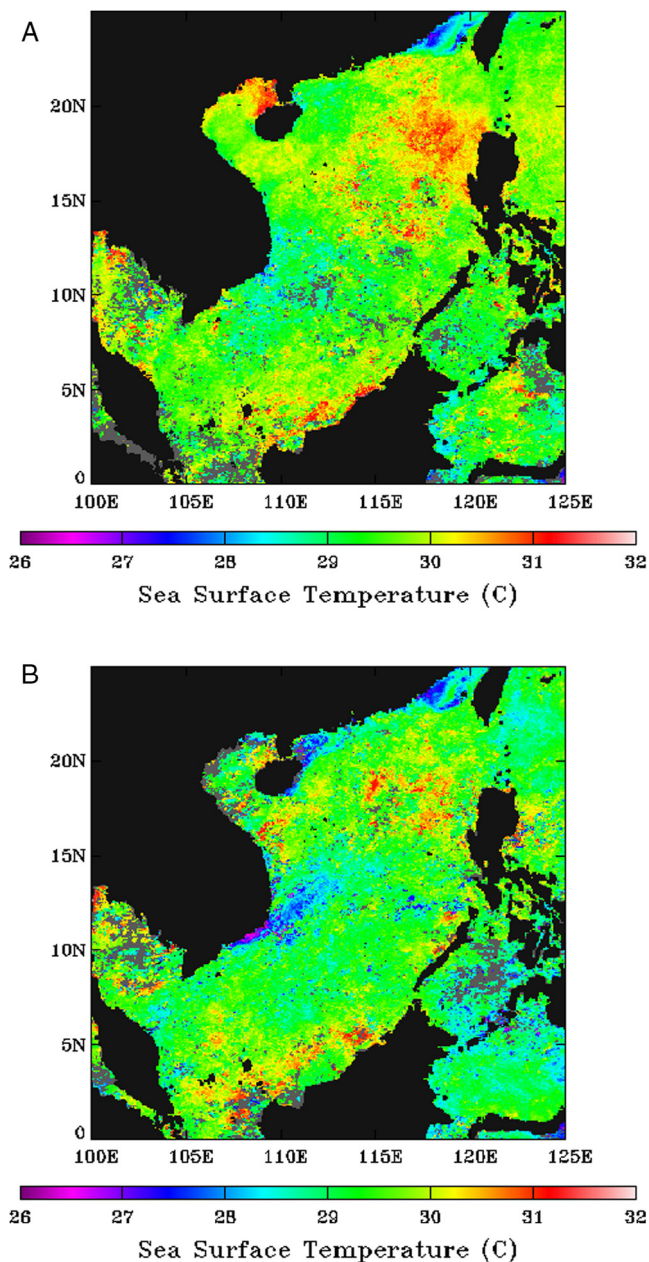 A
20N
15N
10N
5N
0
100E 105E 110E 115E 120E 125E
26 27 28 29 30 31 32
Sea Surface Temperature (C)
B
20N
15N
10N
5N
0
100E 105E 110E 115E 120E 125E
26 27 28 29 30 31 32
Sea Surface Temperature (C)